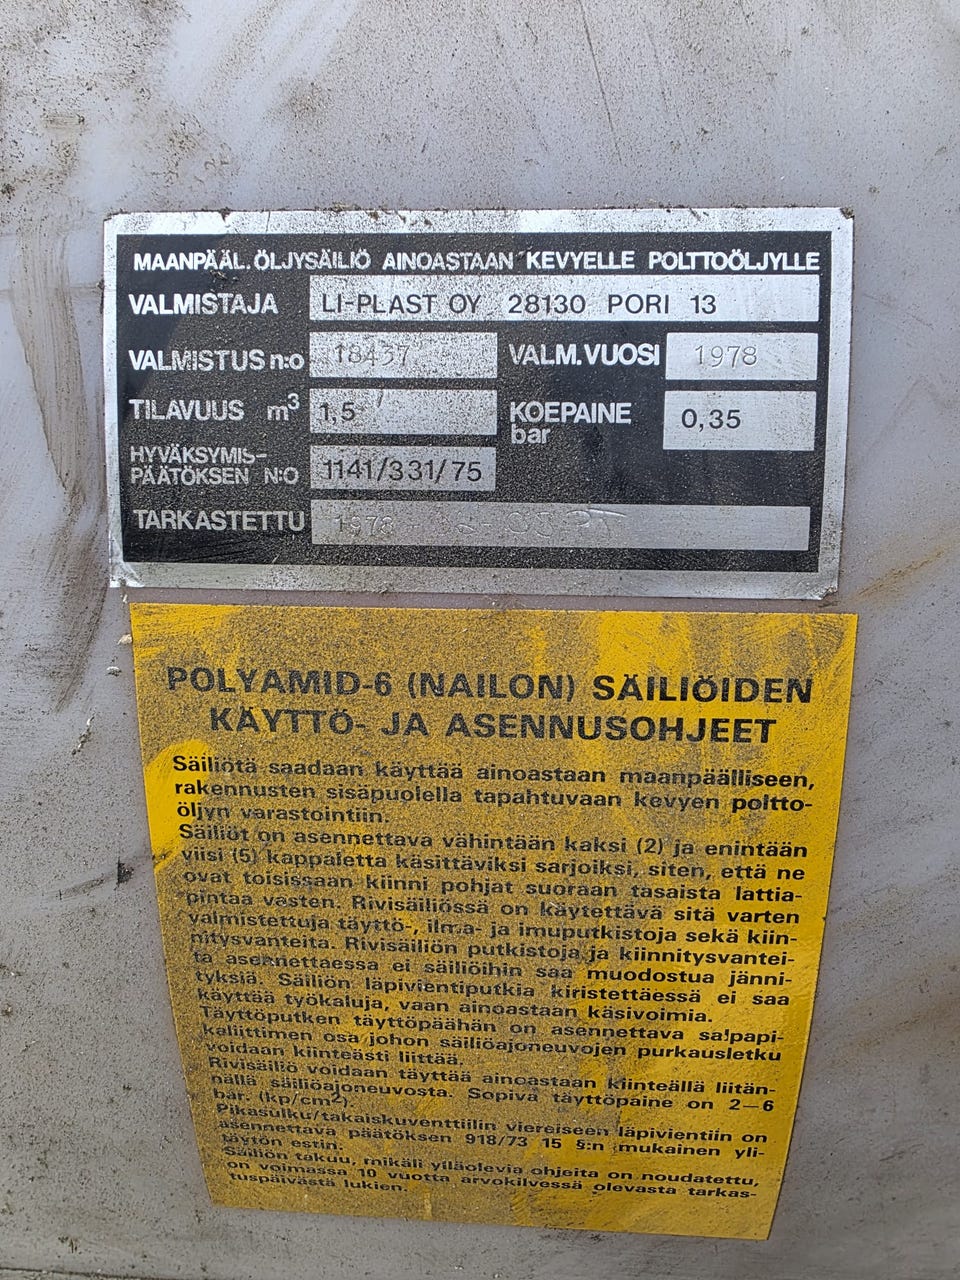 MAANPÄÄL. ÖLJYSÄILIÖ AINOASTAAN KEVYELLE POLTTOÖLJYLLE
VALMISTAJA LI-PLAST OY 28130 PORI 13
VALMISTUS n:o 18437 VALM. VUOSI 1978
TILAVUUS m³ 1,5 KOEPAINE bar 0,35
HYVÄKSYMIS-
PÄÄTÖKSEN N:O 1141/331/75
TARKASTETTU 1978
POLYAMID-6 (NAILON) SÄILIÖIDEN
KÄYTTÖ- JA ASENNUSOHJEET
Säiliötä saadaan käyttää ainoastaan maanpäälliseen,
rakennusten sisäpuolella tapahtuvaan kevyen poltto-
öljyn varastointiin.
Säiliöt on asennettava vähintään kaksi (2) ja enintään
viisi (5) kappaletta käsittäviksi sarjoiksi, siten, että ne
ovat toisissaan kiinni pohjat suoraan tasaista lattia-
pintaa vasten. Rivisäiliössä on käytettävä sitä varten
valmistettuja täyttö-, ilma- ja imuputkistoja sekä kiin-
nitysvanteita. Rivisäiliön putkistoja ja kiinnitysvantei-
ta asennettaessa ei säiliöihin saa muodostua jänni-
tyksiä. Säiliön läpivientiputkia kiristettäessä ei saa
käyttää työkaluja, vaan ainoastaan käsivoimia.
Täyttöputken täyttöpäähän on asennettava salpapi-
kaliittimen osa johon säiliöajoneuvojen purkausletku
voidaan kiinteästi liittää.
Rivisäiliö voidaan täyttää ainoastaan kiinteällä liitän-
nällä säiliöajoneuvosta. Sopiva täyttöpaine on 2—6
bar. (kp/cm²).
Pikasulku/takaiskuventtiilin viereiseen läpivientiin on
asennettava päätöksen 918/73 15 §:n mukainen yli-
täytön estin.
Säiliön takuu, mikäli ylläolevia ohjeita on noudatettu,
on voimassa 10 vuotta arvokilvessä olevasta tarkas-
tuspäivästä lukien.